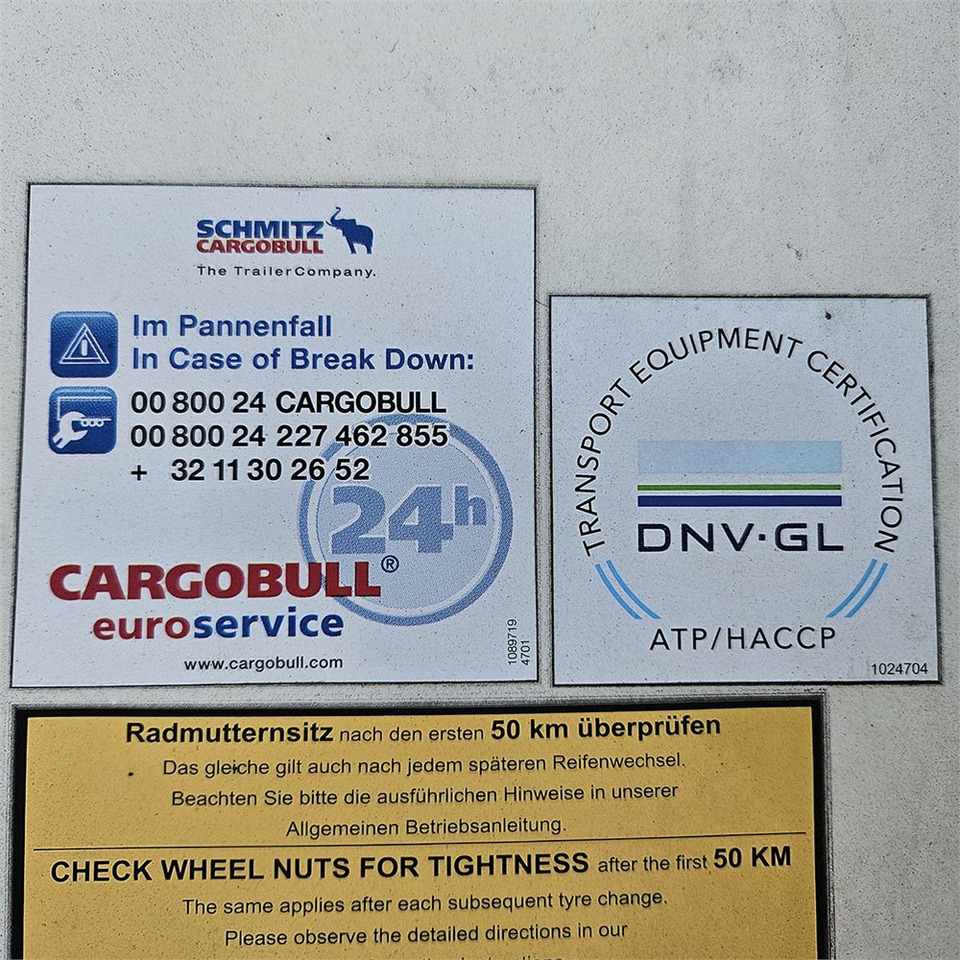 SCHMITZ
CARGOBULL
The TrailerCompany.
Im Pannenfall
In Case of Break Down:
00 800 24 CARGOBULL
00 800 24 227 462 855
+ 32 11 30 26 52
24h
CARGOBULL®
euroservice
www.cargobull.com
1089719
4701
TRANSPORT EQUIPMENT CERTIFICATION
DNV·GL
ATP/HACCP
1024704
Radmutternsitz nach den ersten 50 km überprüfen
Das gleiche gilt auch nach jedem späteren Reifenwechsel.
Beachten Sie bitte die ausführlichen Hinweise in unserer
Allgemeinen Betriebsanleitung.
CHECK WHEEL NUTS FOR TIGHTNESS after the first 50 KM
The same applies after each subsequent tyre change.
Please observe the detailed directions in our